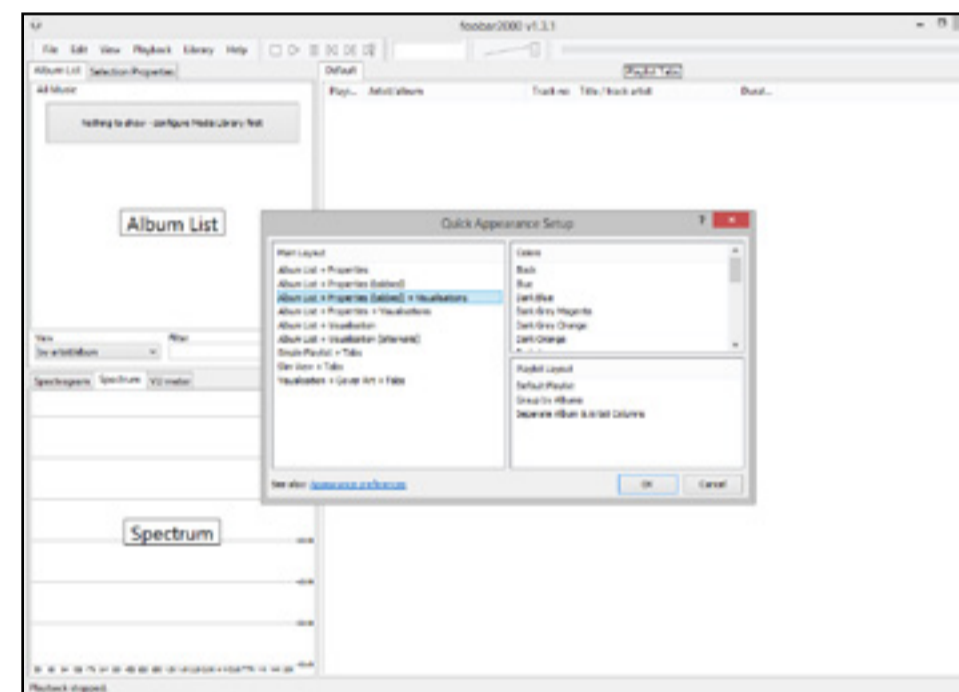 foobar2000 v1.3.1
File Edit View Playback Library Help
Album List Selection Properties
Default
Playlist Tabs
All Music
Playi... Artist/album Track no Title / track artist Durat...
Nothing to show - configure Media Library first
Album List
Quick Appearance Setup
Main Layout
Album List + Properties
Album List + Properties (tabbed)
Album List + Properties (tabbed) + Visualisations
Album List + Properties + Visualisations
Album List + Visualisation
Album List + Visualisation (alternate)
Simple Playlist + Tabs
Slim View + Tabs
Visualisation + Cover Art + Tabs
Colors
Black
Blue
Dark Blue
Dark Grey Magenta
Dark Grey Orange
Dark Orange
Playlist Layout
Default Playlist
Group by Albums
Separate Album & Artist Columns
See also: Appearance preferences
OK Cancel
View Filter
by artist/album
Spectrogram Spectrum VU meter
Spectrum
Playback stopped.